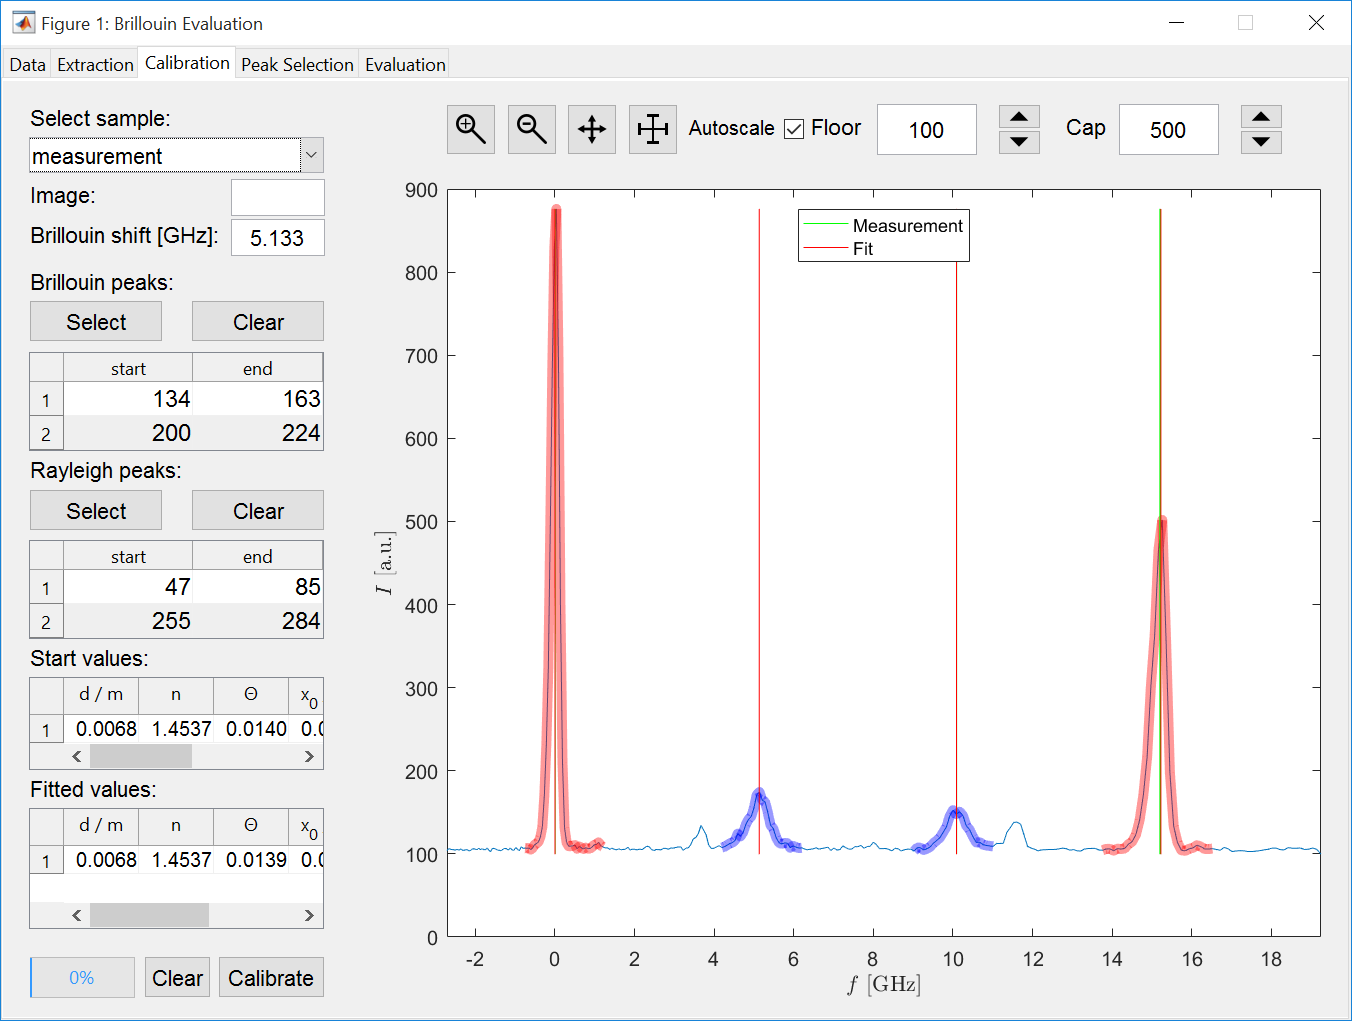 Figure 1: Brillouin Evaluation
Data Extraction Calibration Peak Selection Evaluation
Select sample:
measurement
Image:
Brillouin shift [GHz]: 5.133
Brillouin peaks:
Select Clear
start end
1 134 163
2 200 224
Rayleigh peaks:
Select Clear
start end
1 47 85
2 255 284
Start values:
d / m n Θ x0
1 0.0068 1.4537 0.0140 0.0
Fitted values:
d / m n Θ x0
1 0.0068 1.4537 0.0139 0.0
0% Clear Calibrate
Autoscale Floor 100 Cap 500
Measurement
Fit
900
800
700
600
500
400
300
200
100
0
I [a.u.]
-2 0 2 4 6 8 10 12 14 16 18
f [GHz]